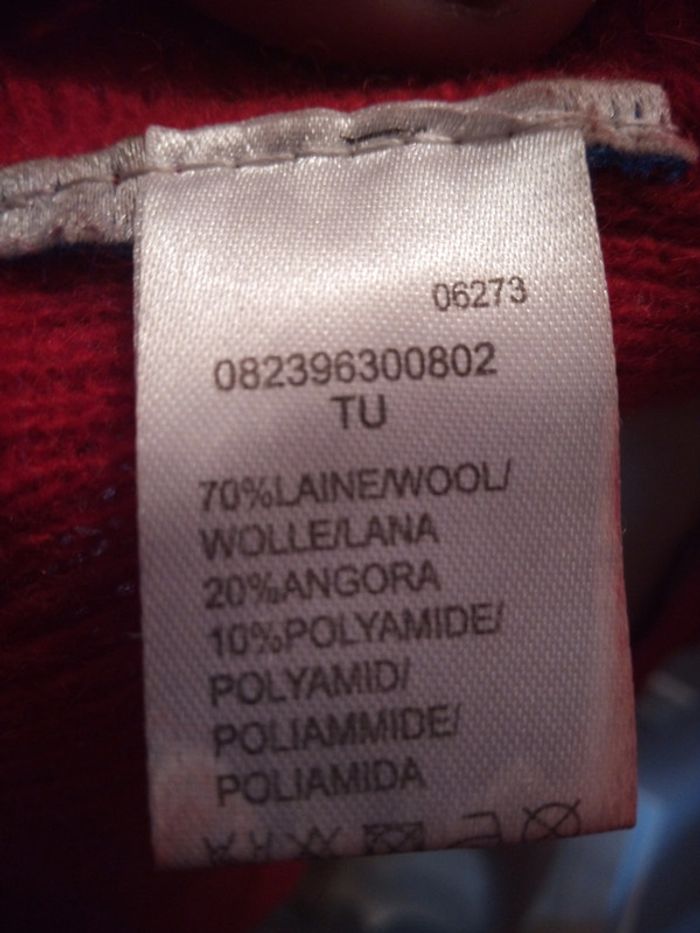 06273
082396300802
TU
70%LAINE/WOOL/
WOLLE/LANA
20%ANGORA
10%POLYAMIDE/
POLYAMID/
POLIAMMIDE/
POLIAMIDA